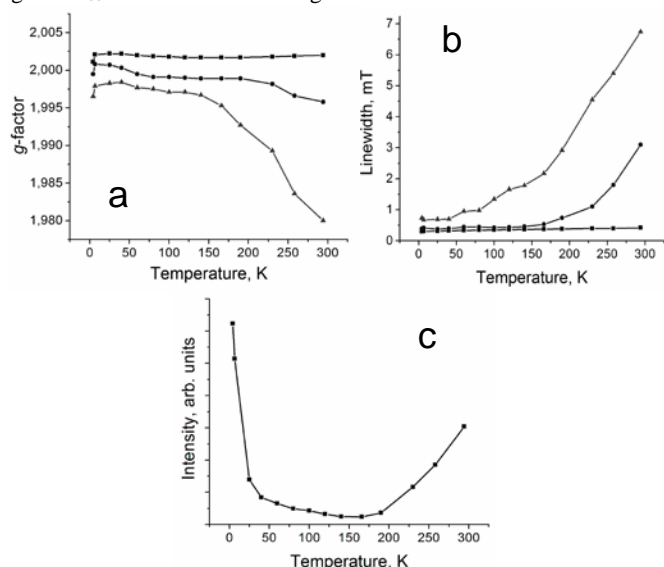 g-factor
2,005
2,000
1,995
1,990
1,985
1,980
a
0 50 100 150 200 250 300
Temperature, K
Linewidth, mT
7
6
5
4
3
2
1
0
b
0 50 100 150 200 250 300
Temperature, K
Intensity, arb. units
c
0 50 100 150 200 250 300
Temperature, K